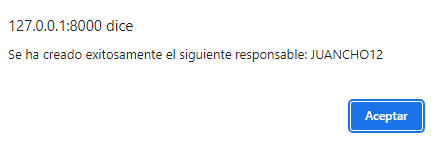 127.0.0.1:8000 dice
Se ha creado exitosamente el siguiente responsable: JUANCHO12
Aceptar